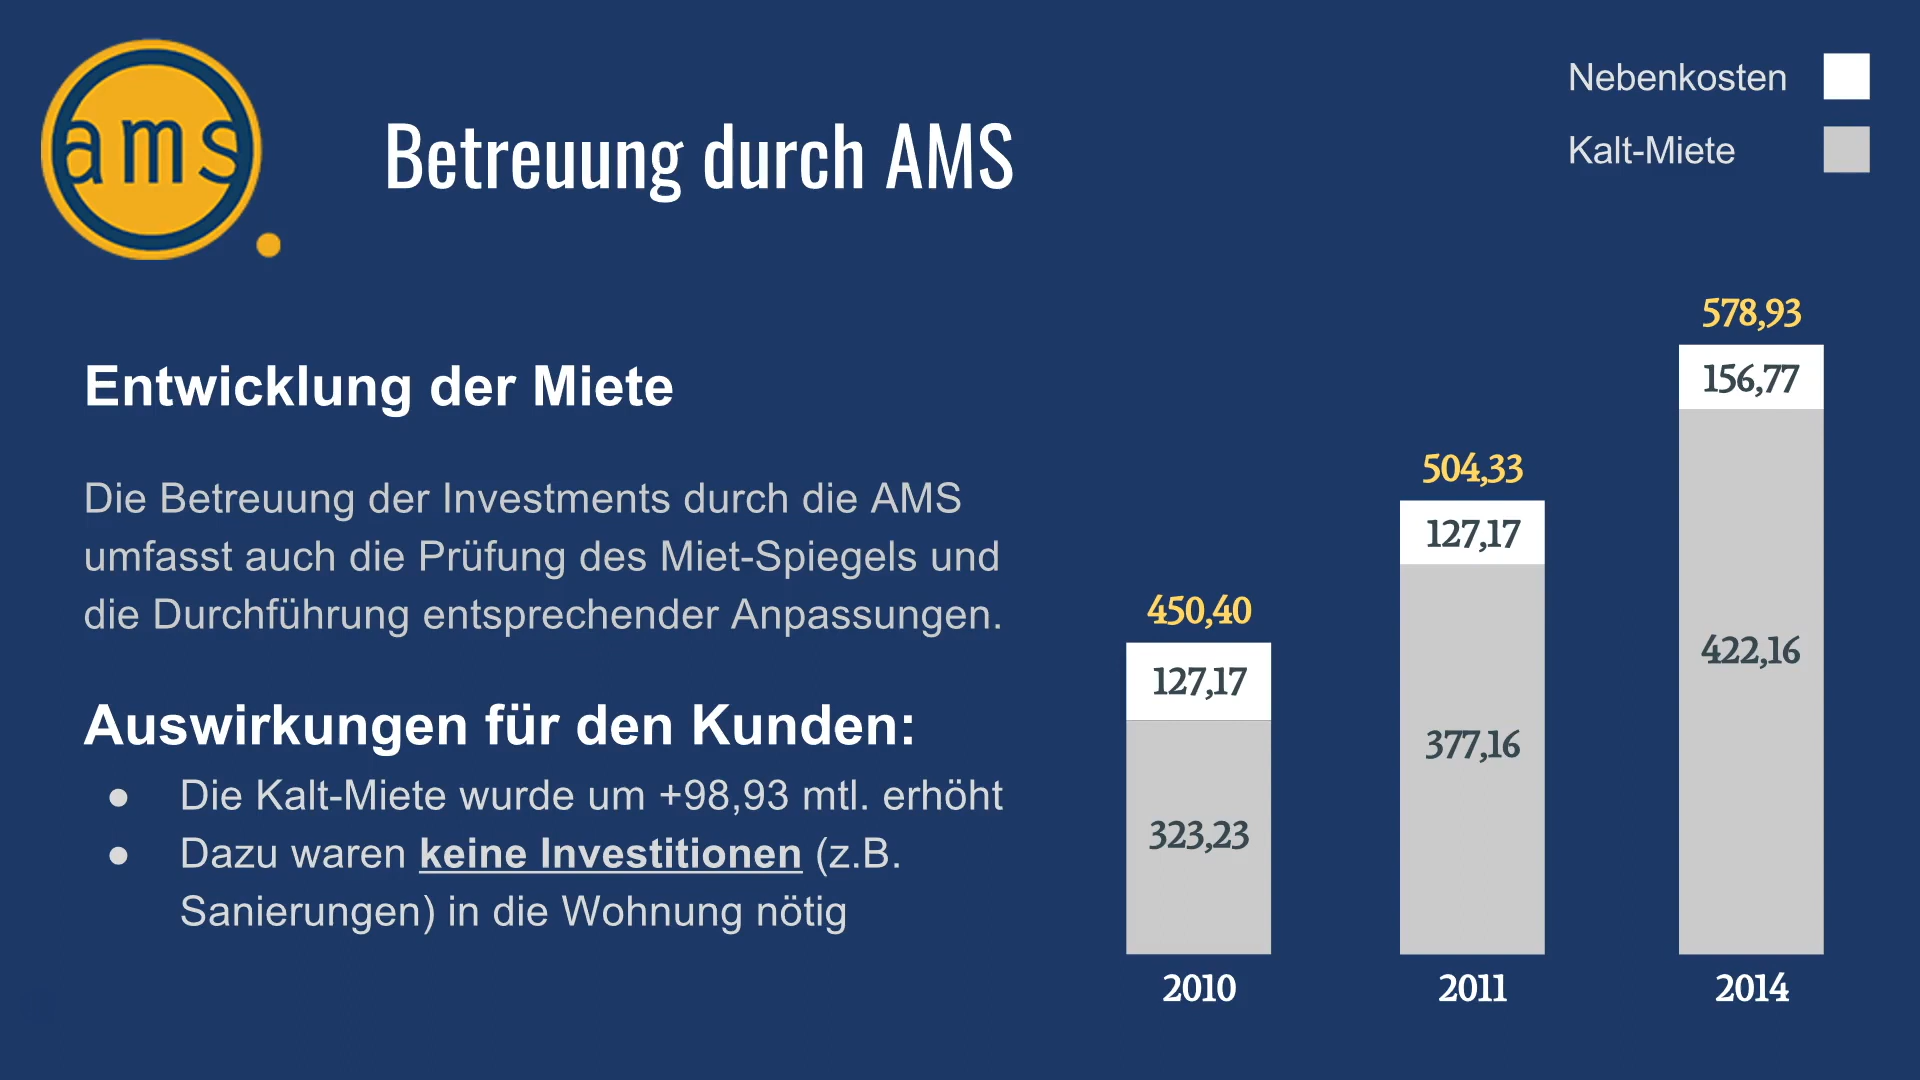 ams
Betreuung durch AMS
Nebenkosten
Kalt-Miete
Entwicklung der Miete
Die Betreuung der Investments durch die AMS
umfasst auch die Prüfung des Miet-Spiegels und
die Durchführung entsprechender Anpassungen.
Auswirkungen für den Kunden:
● Die Kalt-Miete wurde um +98,93 mtl. erhöht
● Dazu waren keine Investitionen (z.B.
Sanierungen) in die Wohnung nötig
450,40
127,17
323,23
2010
504,33
127,17
377,16
2011
578,93
156,77
422,16
2014